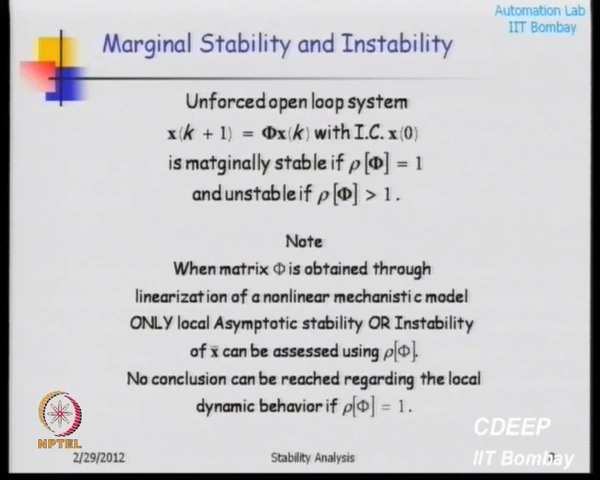 Automation Lab
IIT Bombay
Marginal Stability and Instability
Unforced open loop system
x(k + 1) = Φx(k) with I.C. x(0)
is matginally stable if ρ[Φ] = 1
and unstable if ρ[Φ] > 1.
Note
When matrix Φ is obtained through
linearization of a nonlinear mechanistic model
ONLY local Asymptotic stability OR Instability
of x̄ can be assessed using ρ[Φ].
No conclusion can be reached regarding the local
dynamic behavior if ρ[Φ] = 1.
NPTEL
CDEEP
2/29/2012
Stability Analysis
IIT Bombay